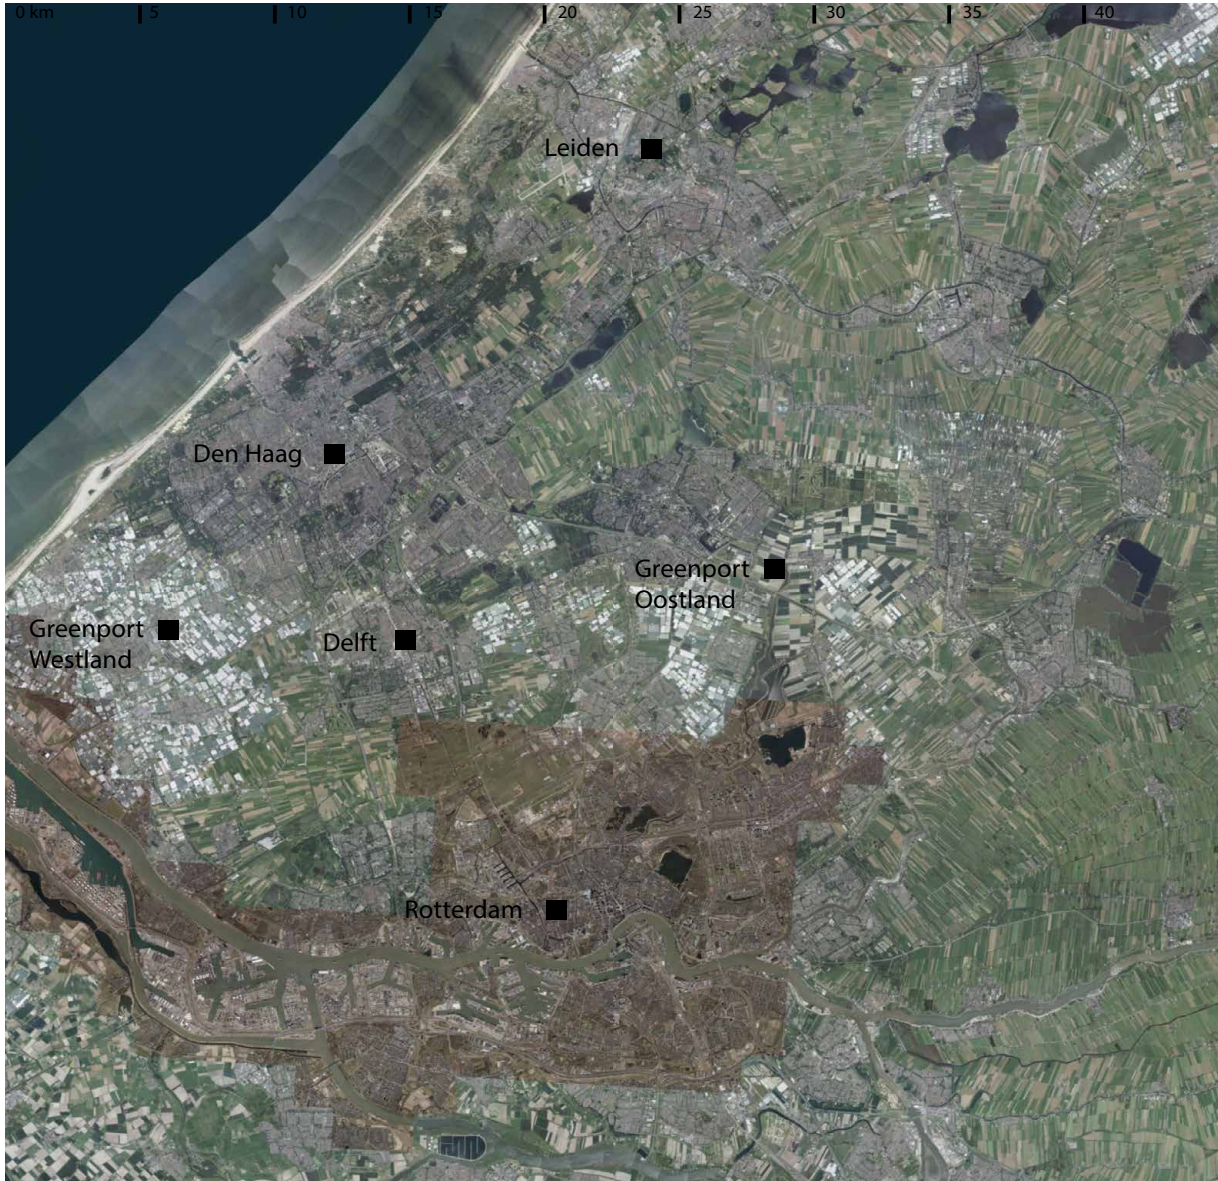 0 km 5 10 15 20 25 30 35 40
Leiden
Den Haag
Greenport
Oostland
Greenport
Westland
Delft
Rotterdam